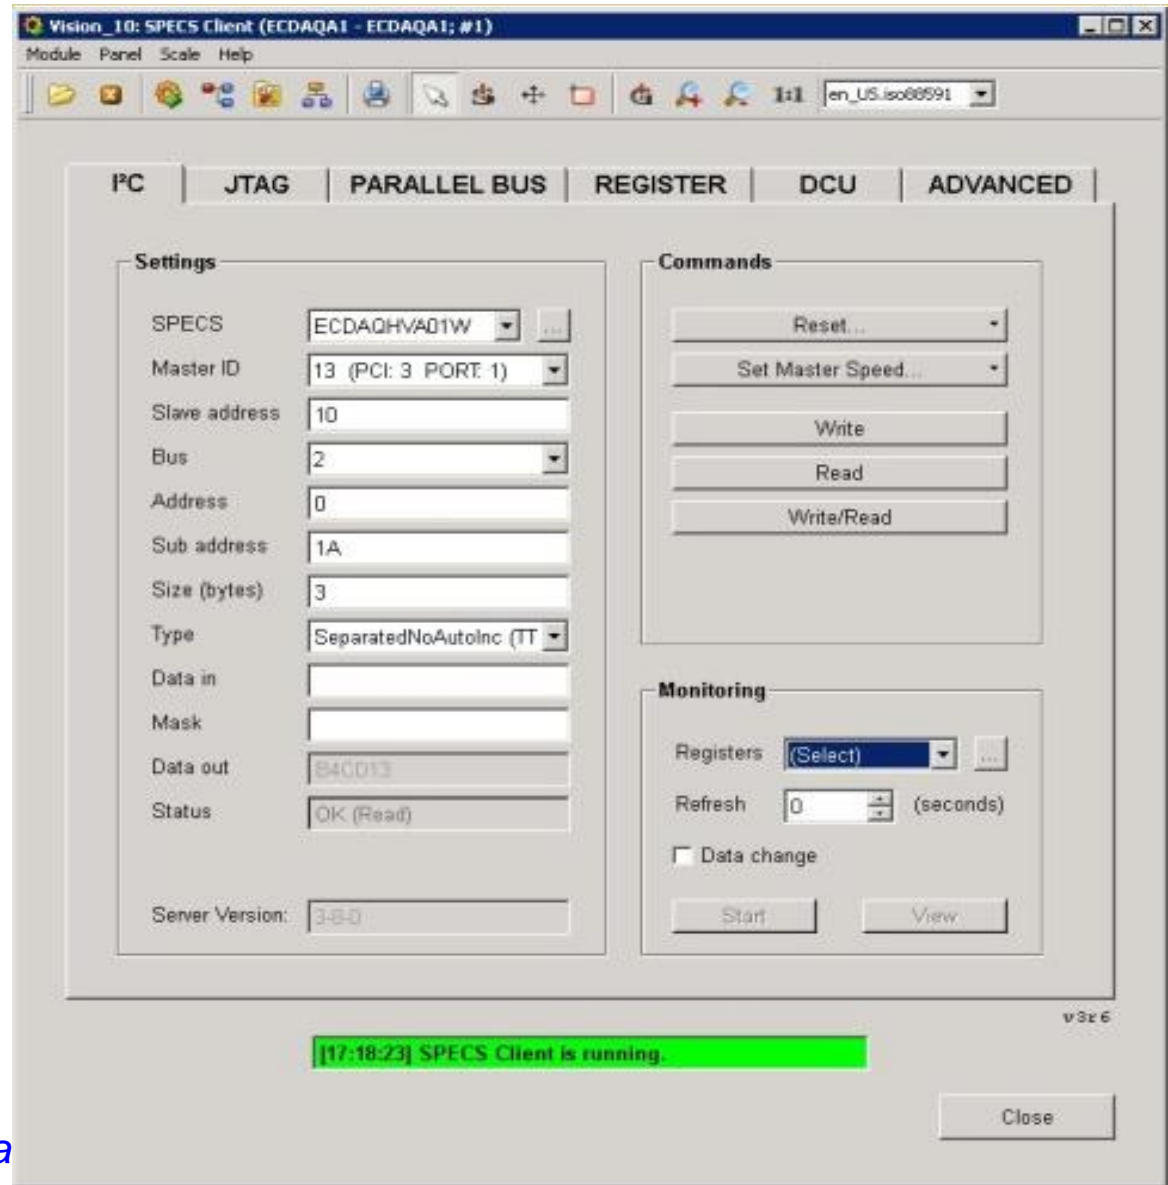 Vision_10: SPECS Client (ECDAQA1 - ECDAQA1; #1)
Module Panel Scale Help
1:1 en_US.iso88591
I²C JTAG PARALLEL BUS REGISTER DCU ADVANCED
Settings
SPECS ECDAQHVA01W ...
Master ID 13 (PCI: 3 PORT: 1)
Slave address 10
Bus 2
Address 0
Sub address 1A
Size (bytes) 3
Type SeparatedNoAutoInc (TT
Data in
Mask
Data out B4CD13
Status OK (Read)
Server Version: 3-8-0
Commands
Reset...
Set Master Speed...
Write
Read
Write/Read
Monitoring
Registers (Select) ...
Refresh 0 (seconds)
Data change
Start View
v3r6
[17:18:23] SPECS Client is running.
Close
a